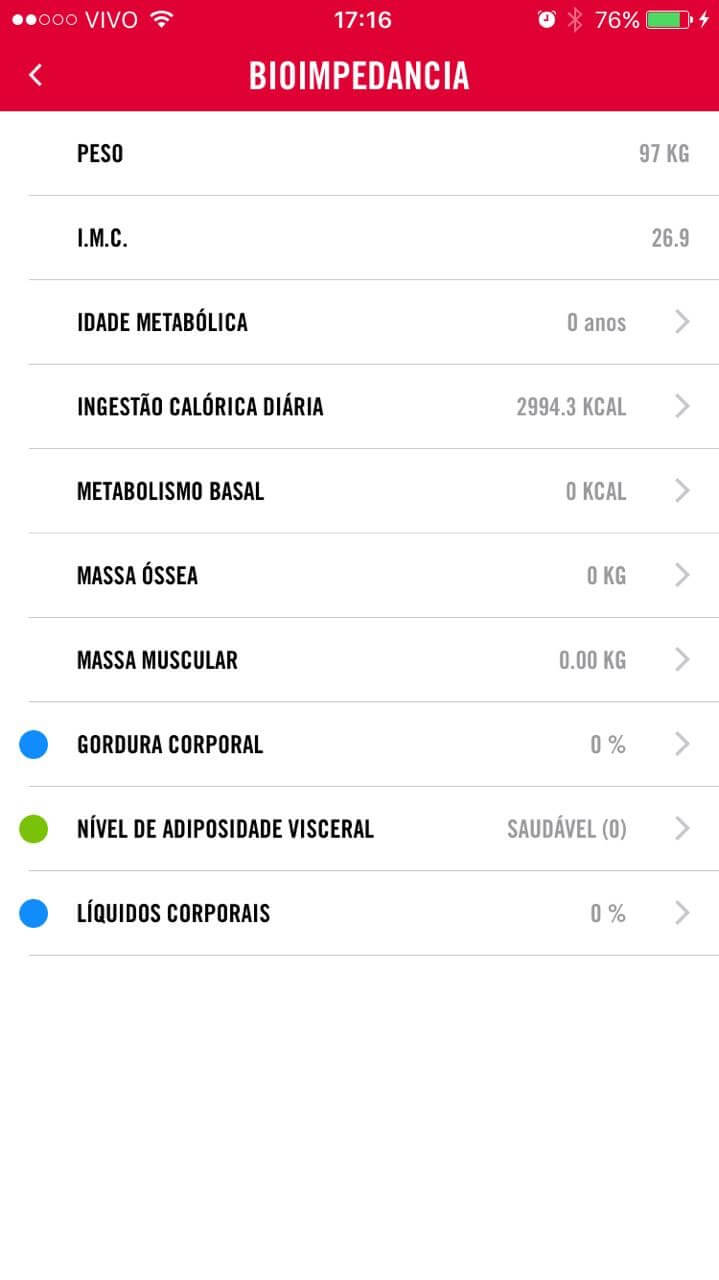 VIVO 17:16 76%
BIOIMPEDANCIA
PESO 97 KG
I.M.C. 26.9
IDADE METABÓLICA 0 anos
INGESTÃO CALÓRICA DIÁRIA 2994.3 KCAL
METABOLISMO BASAL 0 KCAL
MASSA ÓSSEA 0 KG
MASSA MUSCULAR 0.00 KG
GORDURA CORPORAL 0 %
NÍVEL DE ADIPOSIDADE VISCERAL SAUDÁVEL (0)
LÍQUIDOS CORPORAIS 0 %